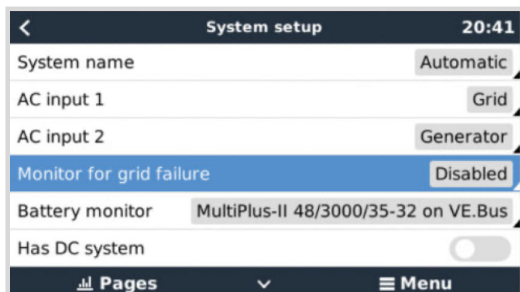 System setup 20:41
System name Automatic
AC input 1 Grid
AC input 2 Generator
Monitor for grid failure Disabled
Battery monitor MultiPlus-II 48/3000/35-32 on VE.Bus
Has DC system
Pages Menu